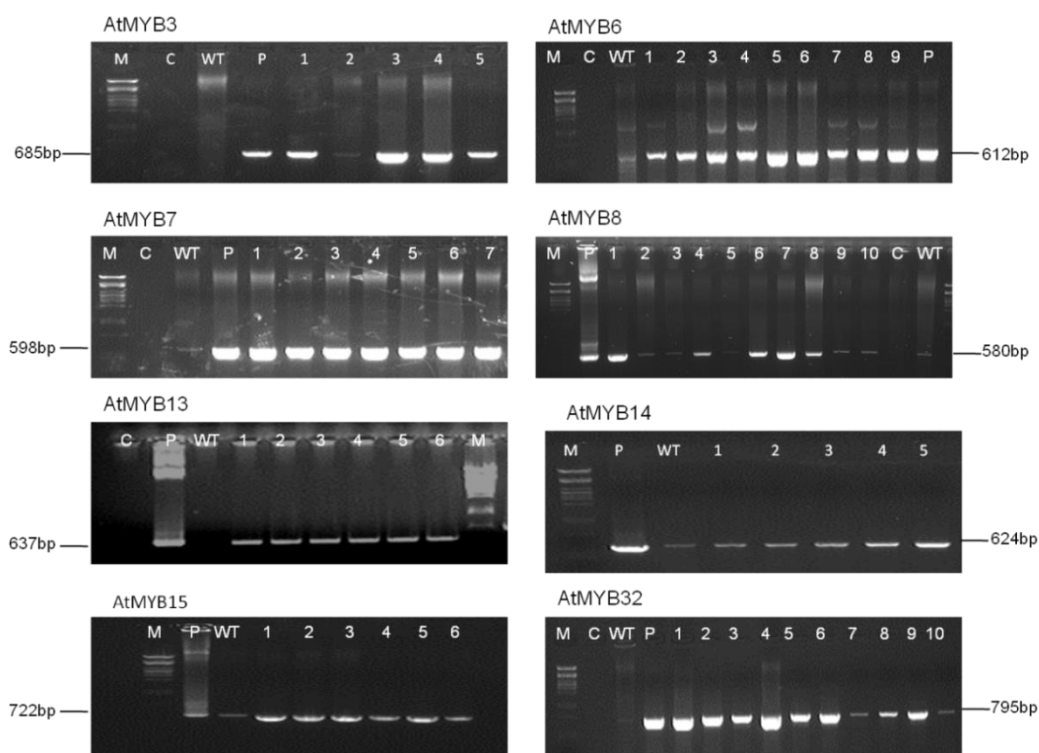 AtMYB3
M C WT P 1 2 3 4 5
685bp
AtMYB6
M C WT 1 2 3 4 5 6 7 8 9 P
612bp
AtMYB7
M C WT P 1 2 3 4 5 6 7
598bp
AtMYB8
M P 1 2 3 4 5 6 7 8 9 10 C WT
580bp
AtMYB13
C P WT 1 2 3 4 5 6 M
637bp
AtMYB14
M P WT 1 2 3 4 5
624bp
AtMYB15
M P WT 1 2 3 4 5 6
722bp
AtMYB32
M C WT P 1 2 3 4 5 6 7 8 9 10
795bp